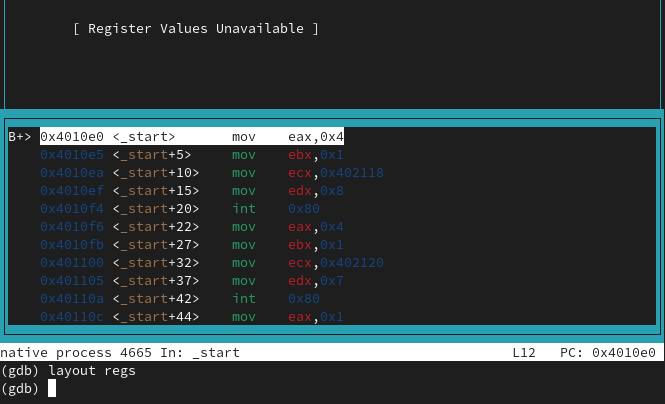 [ Register Values Unavailable ]
B+> 0x4010e0 <_start> mov eax,0x4
0x4010e5 <_start+5> mov ebx,0x1
0x4010ea <_start+10> mov ecx,0x402118
0x4010ef <_start+15> mov edx,0x8
0x4010f4 <_start+20> int 0x80
0x4010f6 <_start+22> mov eax,0x4
0x4010fb <_start+27> mov ebx,0x1
0x401100 <_start+32> mov ecx,0x402120
0x401105 <_start+37> mov edx,0x7
0x40110a <_start+42> int 0x80
0x40110c <_start+44> mov eax,0x1
native process 4665 In: _start L12 PC: 0x4010e0
(gdb) layout regs
(gdb)